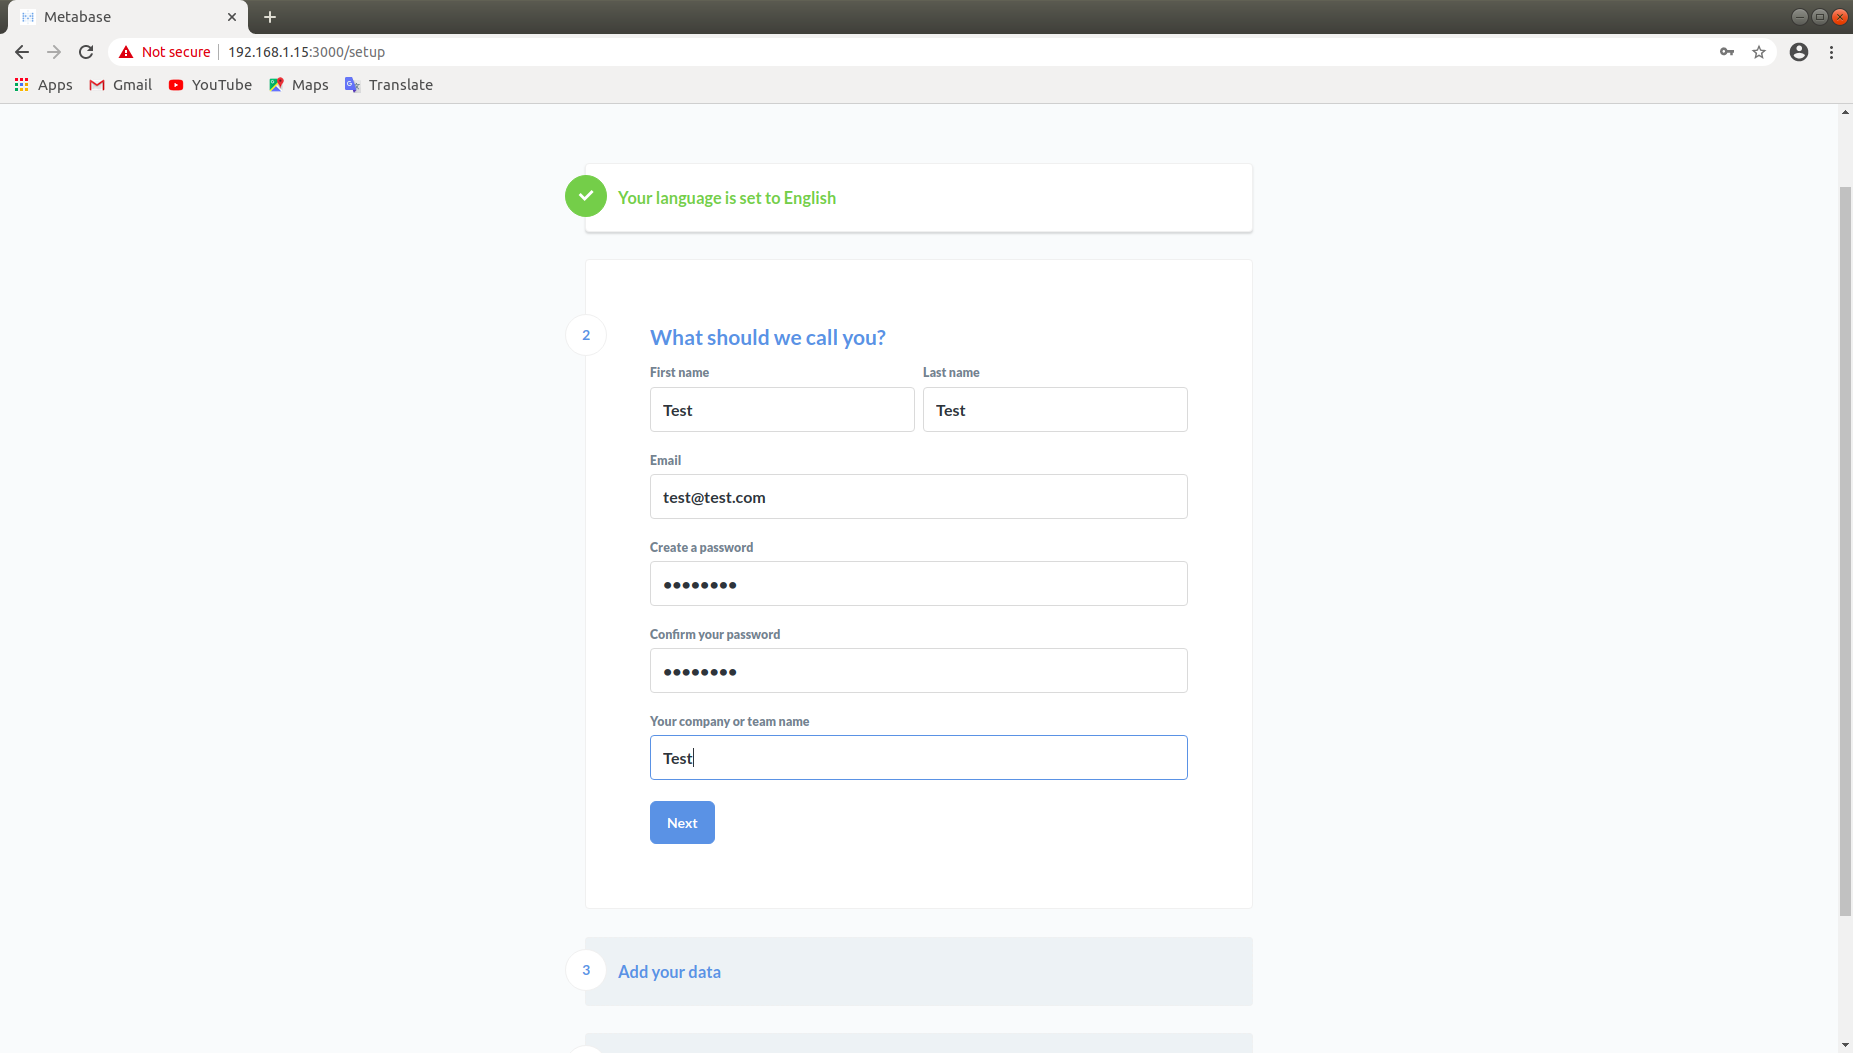 Metabase
Not secure 192.168.1.15:3000/setup
Apps Gmail YouTube Maps Translate
Your language is set to English
2 What should we call you?
First name Last name
Test Test
Email
test@test.com
Create a password
••••••••
Confirm your password
••••••••
Your company or team name
Test
Next
3 Add your data